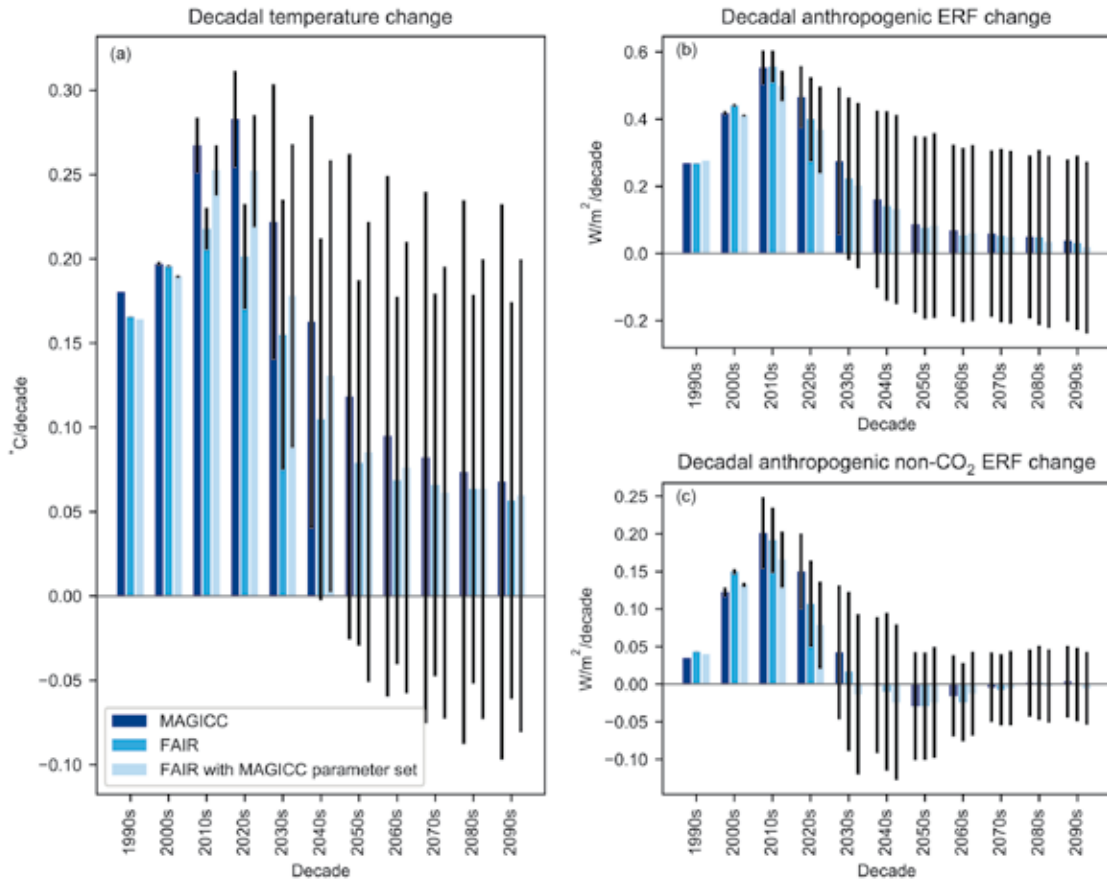 Decadal temperature change
(a)
0.30
0.25
0.20
0.15
0.10
0.05
0.00
−0.05
−0.10
°C/decade
MAGICC
FAIR
FAIR with MAGICC parameter set
1990s
2000s
2010s
2020s
2030s
2040s
2050s
2060s
2070s
2080s
2090s
Decade
Decadal anthropogenic ERF change
(b)
0.6
0.4
0.2
0.0
−0.2
W/m²/decade
1990s
2000s
2010s
2020s
2030s
2040s
2050s
2060s
2070s
2080s
2090s
Decade
Decadal anthropogenic non-CO₂ ERF change
(c)
0.25
0.20
0.15
0.10
0.05
0.00
−0.05
−0.10
W/m²/decade
1990s
2000s
2010s
2020s
2030s
2040s
2050s
2060s
2070s
2080s
2090s
Decade